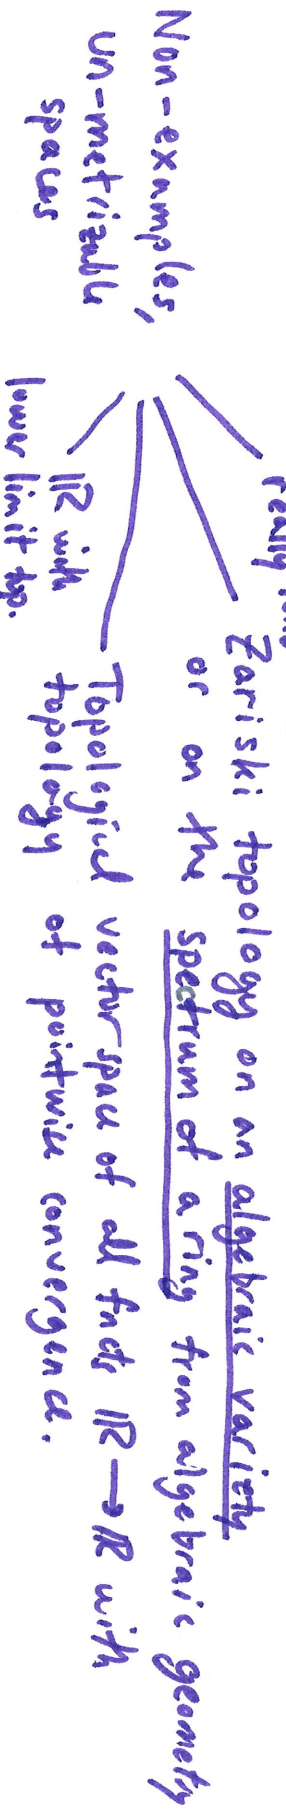 really
Zariski topology on an algebraic variety
or on the spectrum of a ring from algebraic geometry
Non-examples,
un-metrizable
spaces
Topological vector space of all fncts ℝ → ℝ with
topology of pointwise convergence.
ℝ with
lower limit top.